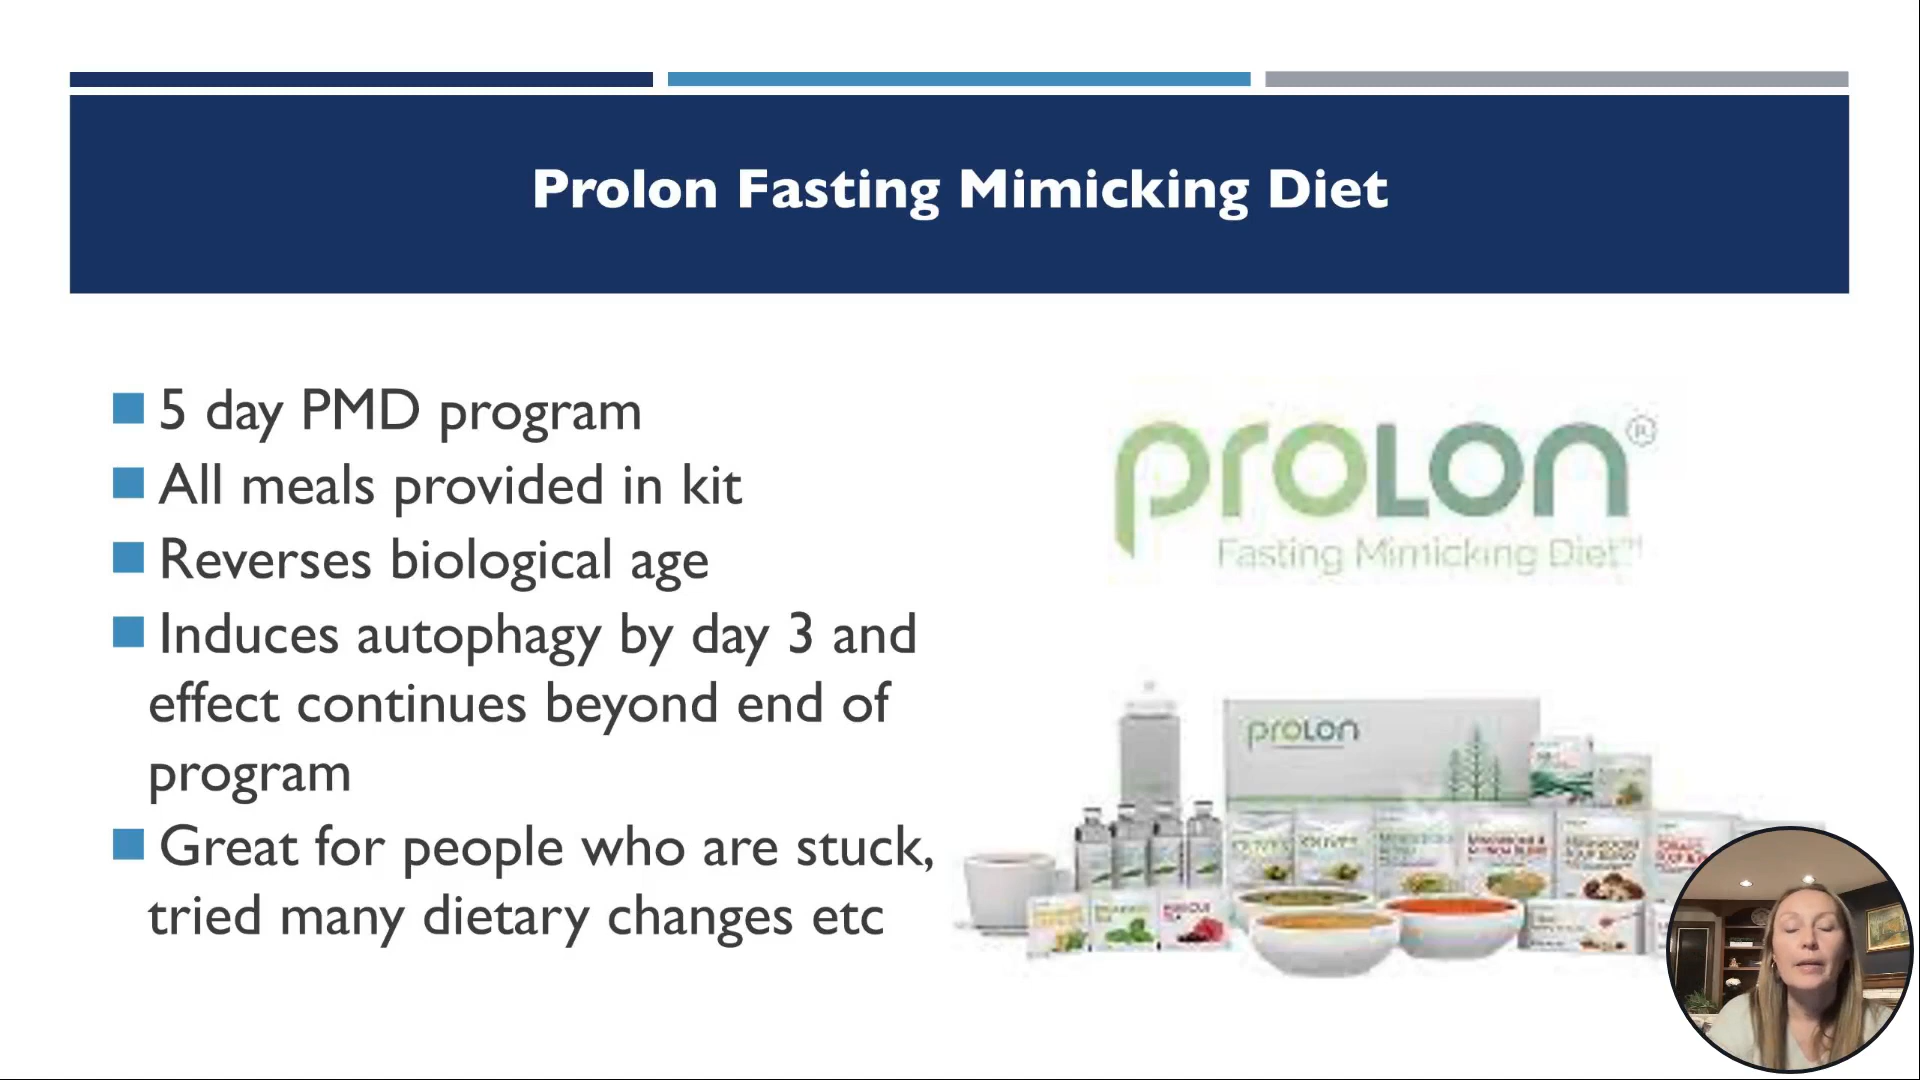 Prolon Fasting Mimicking Diet
5 day PMD program
All meals provided in kit
Reverses biological age
Induces autophagy by day 3 and
effect continues beyond end of
program
Great for people who are stuck,
tried many dietary changes etc
PROLON®
Fasting Mimicking Diet™
PROLON